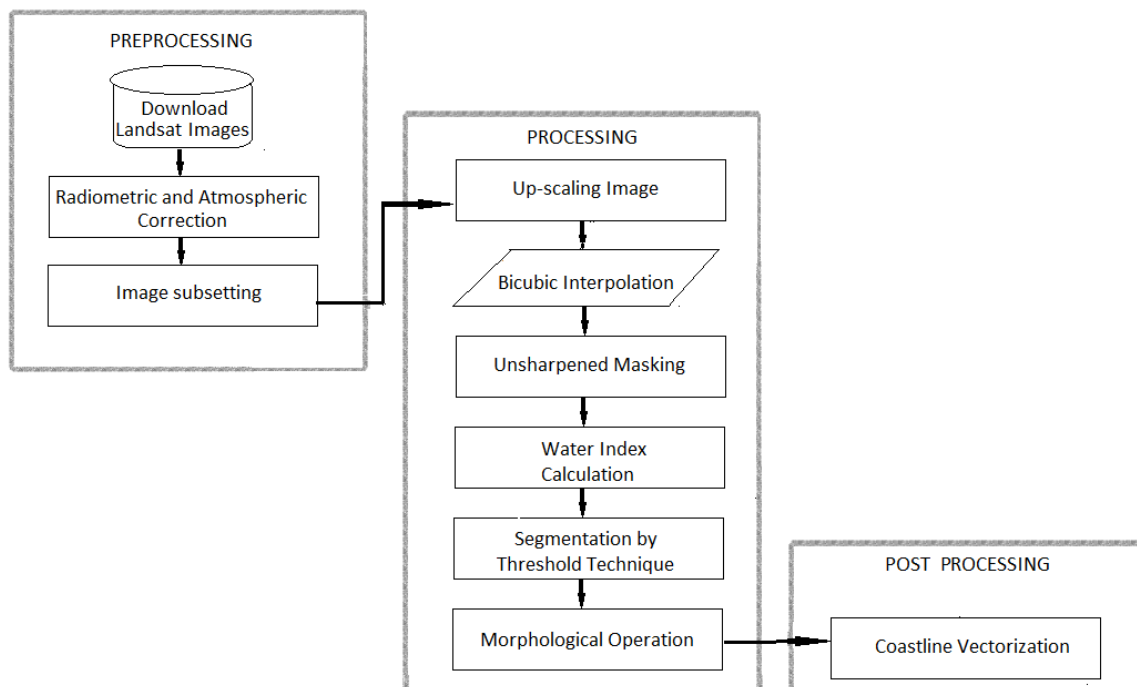 PREPROCESSING
Download
Landsat Images
Radiometric and Atmospheric
Correction
Image subsetting
PROCESSING
Up-scaling Image
Bicubic Interpolation
Unsharpened Masking
Water Index
Calculation
Segmentation by
Threshold Technique
Morphological Operation
POST PROCESSING
Coastline Vectorization